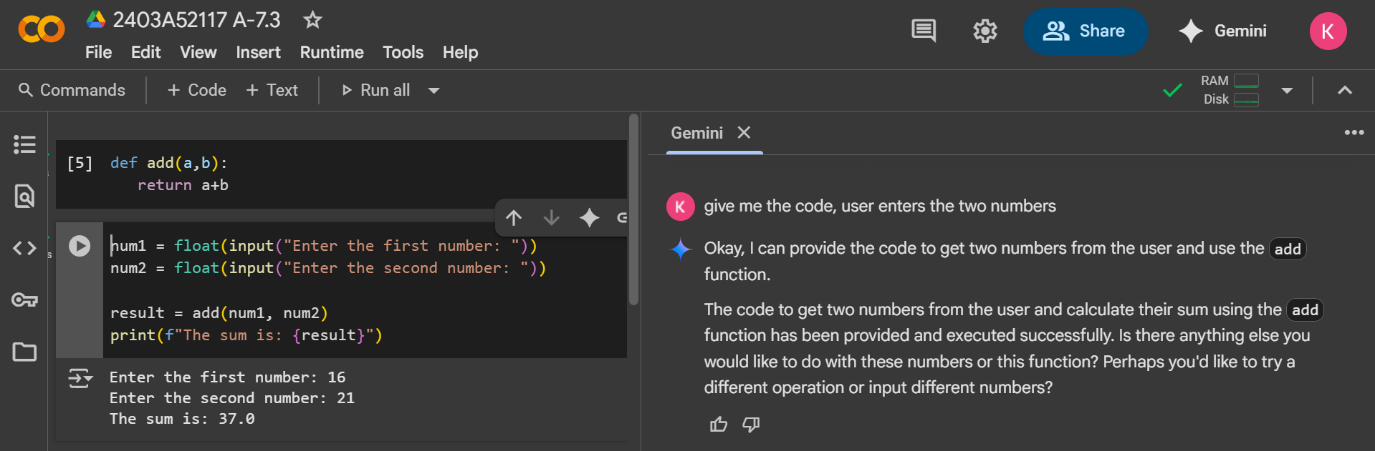 2403A52117 A-7.3
File Edit View Insert Runtime Tools Help
Share
Gemini
K
Commands + Code + Text Run all
RAM
Disk
[5] def add(a,b):
return a+b
num1 = float(input("Enter the first number: "))
num2 = float(input("Enter the second number: "))
result = add(num1, num2)
print(f"The sum is: {result}")
Enter the first number: 16
Enter the second number: 21
The sum is: 37.0
Gemini
K give me the code, user enters the two numbers
Okay, I can provide the code to get two numbers from the user and use the add
function.
The code to get two numbers from the user and calculate their sum using the add
function has been provided and executed successfully. Is there anything else you
would like to do with these numbers or this function? Perhaps you'd like to try a
different operation or input different numbers?